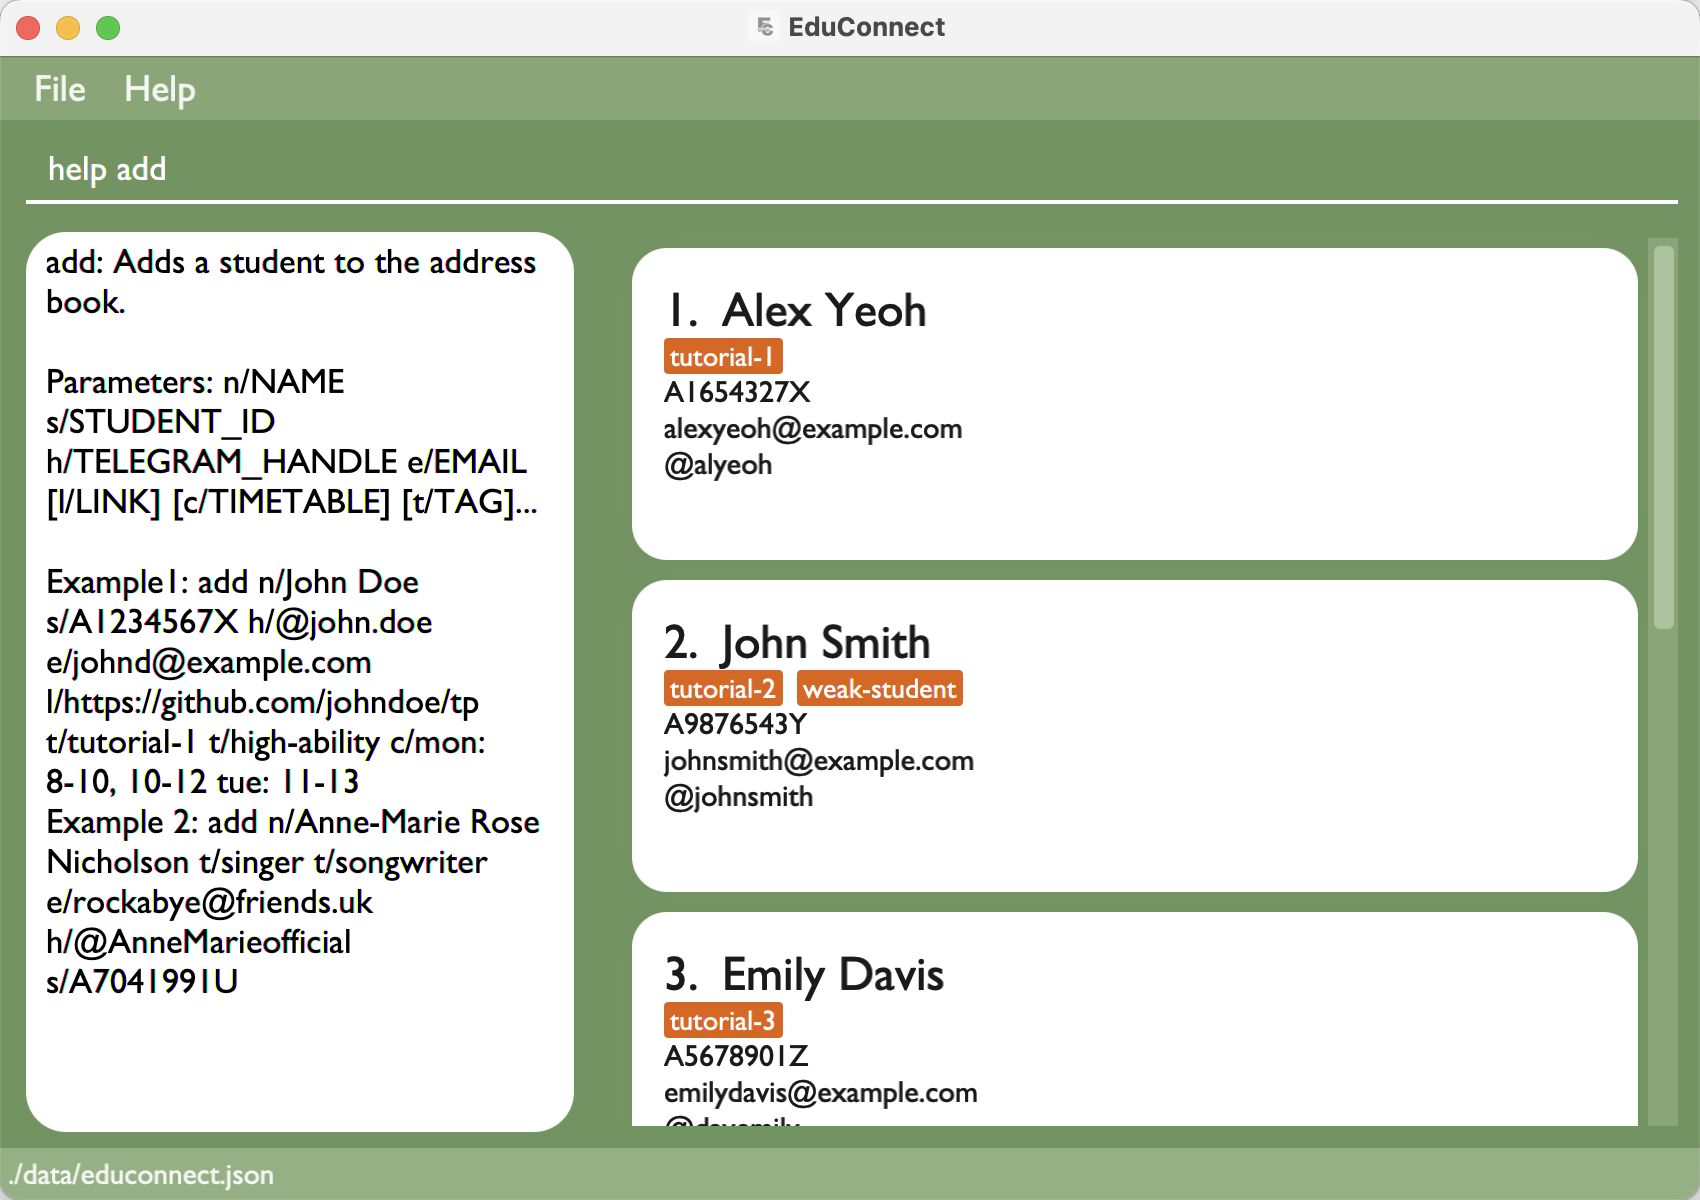 EduConnect
File Help
help add
add: Adds a student to the address
book.
Parameters: n/NAME
s/STUDENT_ID
h/TELEGRAM_HANDLE e/EMAIL
[l/LINK] [c/TIMETABLE] [t/TAG]...
Example1: add n/John Doe
s/A1234567X h/@john.doe
e/johnd@example.com
l/https://github.com/johndoe/tp
t/tutorial-1 t/high-ability c/mon:
8-10, 10-12 tue: 11-13
Example 2: add n/Anne-Marie Rose
Nicholson t/singer t/songwriter
e/rockabye@friends.uk
h/@AnneMarieofficial
s/A7041991U
1. Alex Yeoh
tutorial-1
A1654327X
alexyeoh@example.com
@alyeoh
2. John Smith
tutorial-2 weak-student
A9876543Y
johnsmith@example.com
@johnsmith
3. Emily Davis
tutorial-3
A5678901Z
emilydavis@example.com
./data/educonnect.json